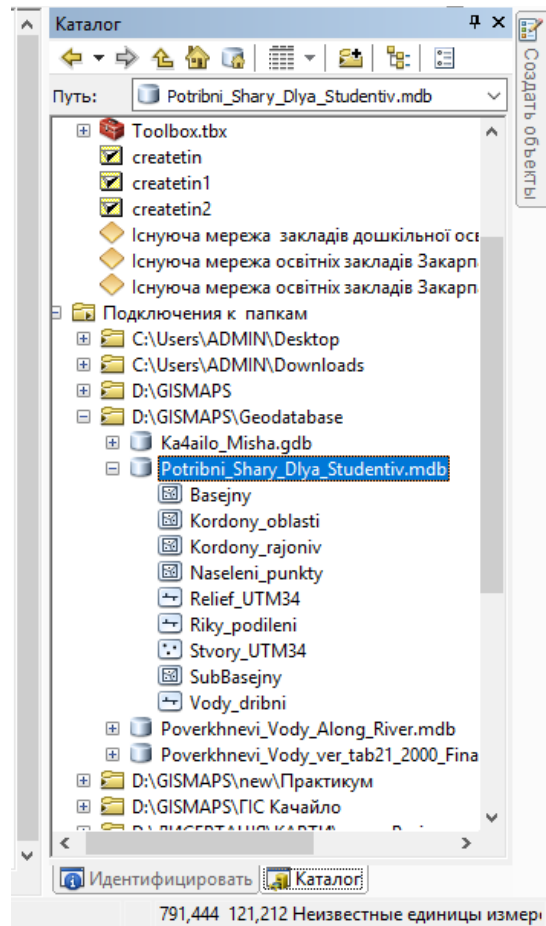 Каталог
Создать объекты
Путь: Potribni_Shary_Dlya_Studentiv.mdb
Toolbox.tbx
createtin
createtin1
createtin2
Існуюча мережа закладів дошкільної осв
Існуюча мережа освітніх закладів Закарп
Існуюча мережа освітніх закладів Закарп
Подключения к папкам
C:\Users\ADMIN\Desktop
C:\Users\ADMIN\Downloads
D:\GISMAPS
D:\GISMAPS\Geodatabase
Ka4ailo_Misha.gdb
Potribni_Shary_Dlya_Studentiv.mdb
Basejny
Kordony_oblasti
Kordony_rajoniv
Naseleni_punkty
Relief_UTM34
Riky_podileni
Stvory_UTM34
SubBasejny
Vody_dribni
Poverkhnevi_Vody_Along_River.mdb
Poverkhnevi_Vody_ver_tab21_2000_Fina
D:\GISMAPS\new\Практикум
D:\GISMAPS\ГІС Качайло
Идентифицировать Каталог
791,444 121,212 Неизвестные единицы измер